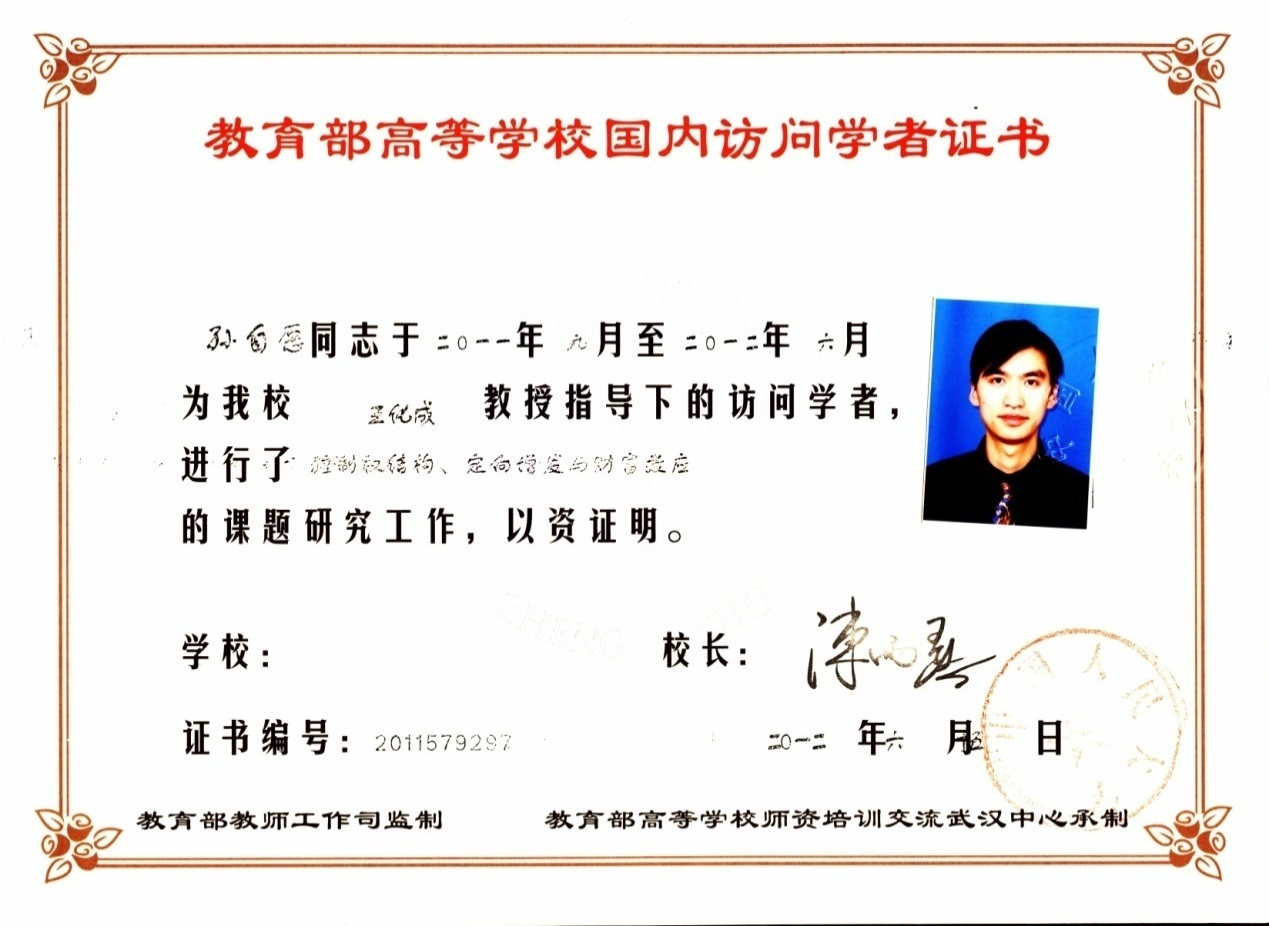 教育部高等学校国内访问学者证书
孙自愿同志于二〇一一年 九月至二〇一二年 六月
为我校 王化成 教授指导下的访问学者，
进行了 控制权结构、定向增发与财富效应
的课题研究工作，以资证明。
学校： 校长：
证书编号：2011579297 二〇一二 年六 月 日
教育部教师工作司监制 教育部高等学校师资培训交流武汉中心承制
ZHENG SHU